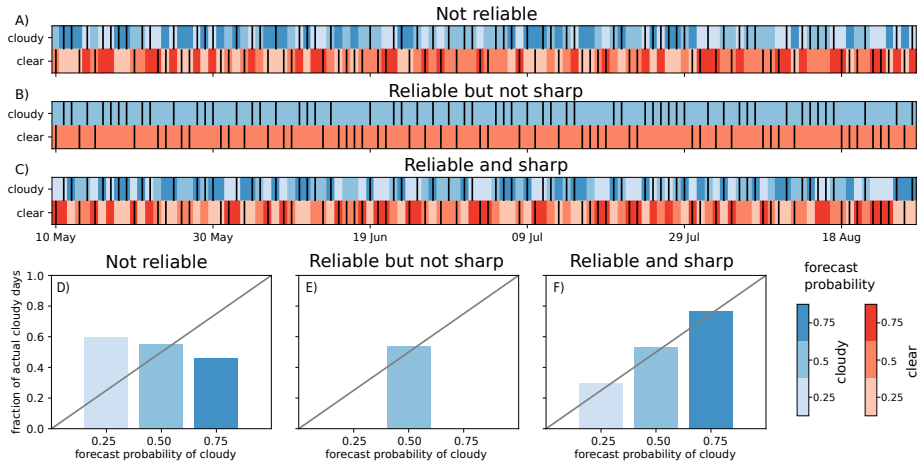 Not reliable
A)
cloudy
clear
Reliable but not sharp
B)
cloudy
clear
Reliable and sharp
C)
cloudy
clear
10 May 30 May 19 Jun 09 Jul 29 Jul 18 Aug
Not reliable Reliable but not sharp Reliable and sharp
D) E) F)
fraction of actual cloudy days
1.0
0.8
0.6
0.4
0.2
0.0
0.25 0.50 0.75 0.25 0.50 0.75 0.25 0.50 0.75
forecast probability of cloudy forecast probability of cloudy forecast probability of cloudy
forecast
probability
0.75 0.75
0.5 0.5
0.25 0.25
cloudy clear